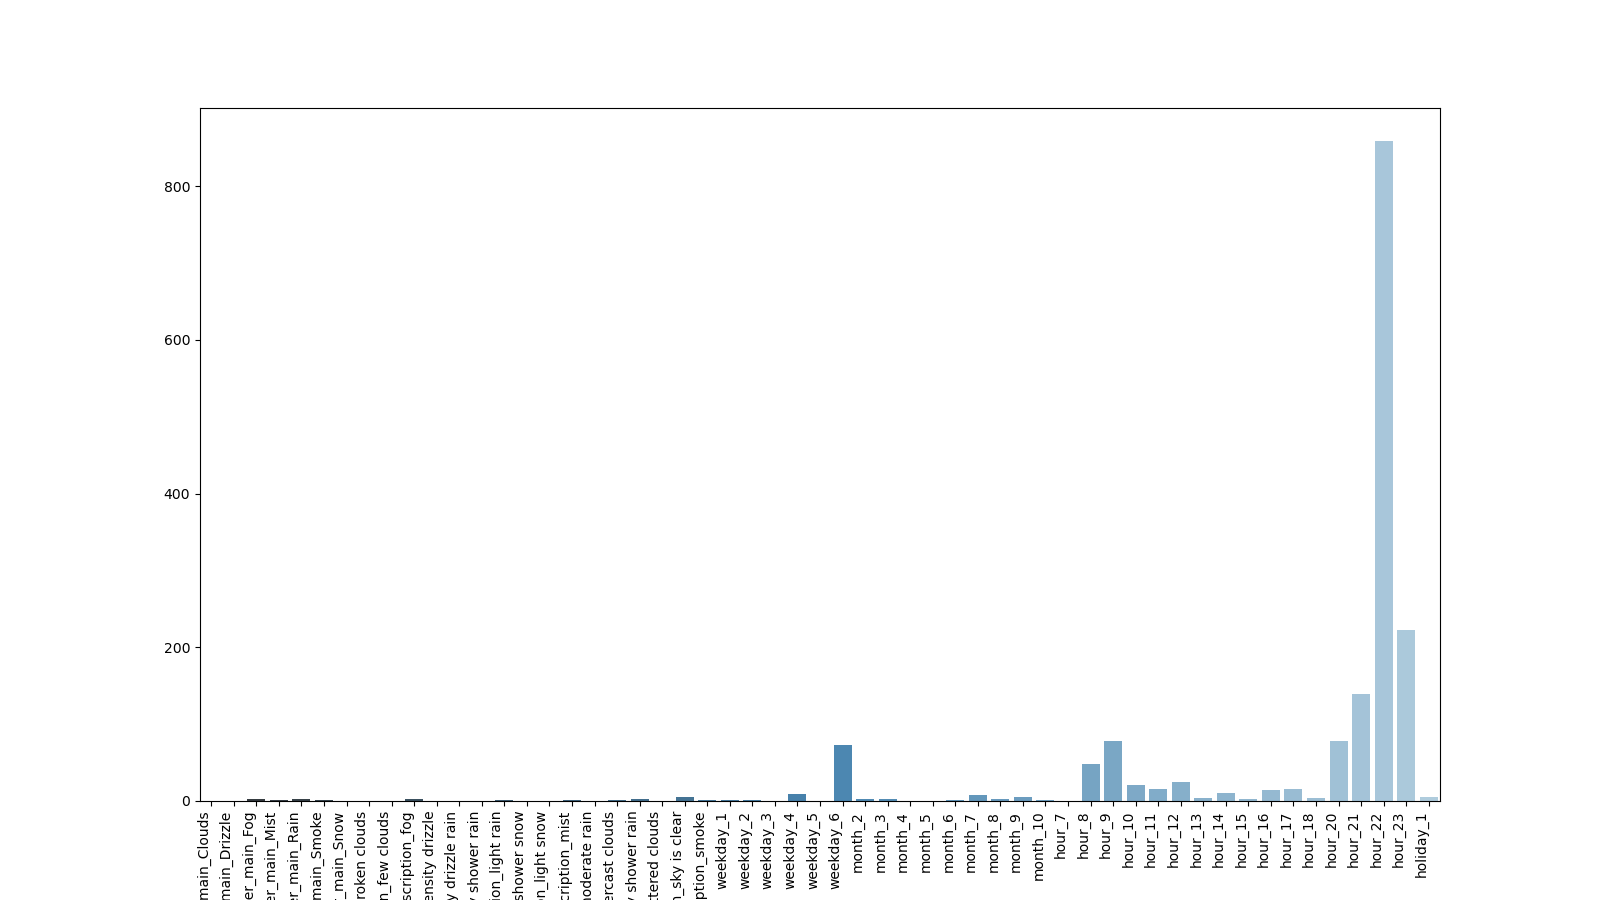 800
600
400
200
0
main_Clouds
main_Drizzle
er_main_Fog
er_main_Mist
er_main_Rain
main_Smoke
_main_Snow
roken clouds
n_few clouds
scription_fog
ensity drizzle
y drizzle rain
shower rain
ion_light rain
shower snow
on_light snow
cription_mist
moderate rain
ercast clouds
shower rain
ttered clouds
n_sky is clear
ption_smoke
weekday_1
weekday_2
weekday_3
weekday_4
weekday_5
weekday_6
month_2
month_3
month_4
month_5
month_6
month_7
month_8
month_9
month_10
hour_7
hour_8
hour_9
hour_10
hour_11
hour_12
hour_13
hour_14
hour_15
hour_16
hour_17
hour_18
hour_20
hour_21
hour_22
hour_23
holiday_1